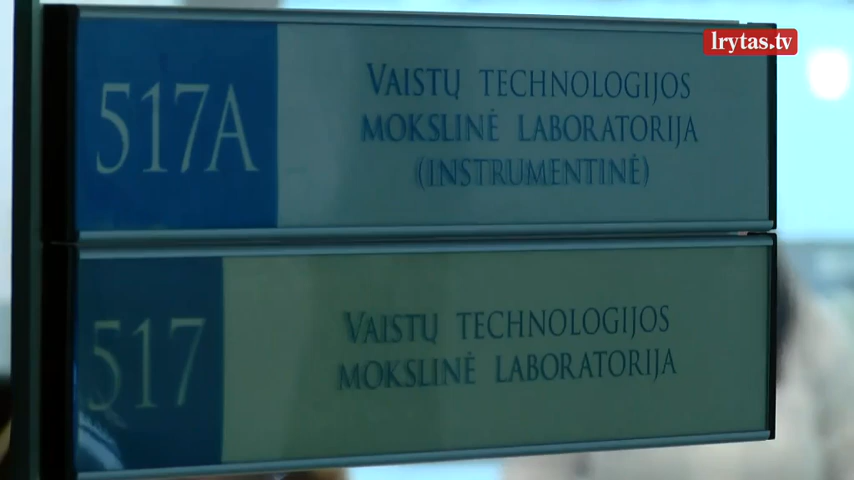 lrytas.tv
517A
VAISTŲ TECHNOLOGIJOS
MOKSLINĖ LABORATORIJA
(INSTRUMENTINĖ)
517
VAISTŲ TECHNOLOGIJOS
MOKSLINĖ LABORATORIJA